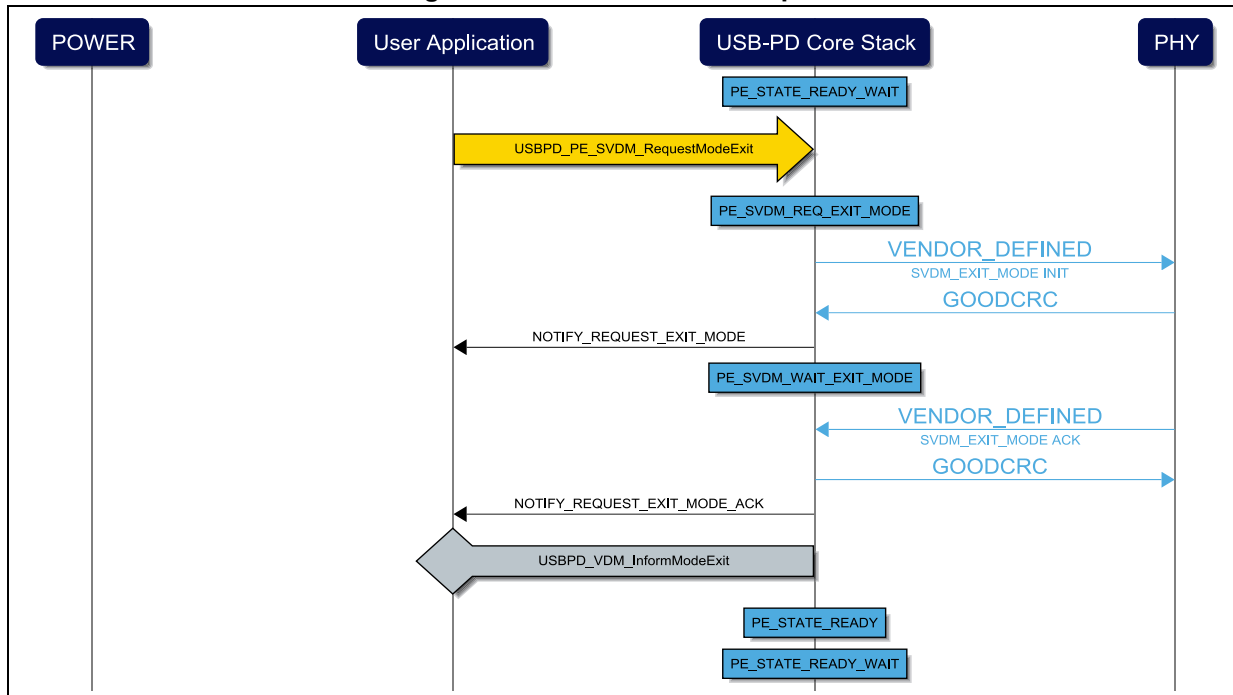 POWER
User Application
USB-PD Core Stack
PHY
PE_STATE_READY_WAIT
USBPD_PE_SVDM_RequestModeExit
PE_SVDM_REQ_EXIT_MODE
VENDOR_DEFINED
SVDM_EXIT_MODE INIT
GOODCRC
NOTIFY_REQUEST_EXIT_MODE
PE_SVDM_WAIT_EXIT_MODE
VENDOR_DEFINED
SVDM_EXIT_MODE ACK
GOODCRC
NOTIFY_REQUEST_EXIT_MODE_ACK
USBPD_VDM_InformModeExit
PE_STATE_READY
PE_STATE_READY_WAIT